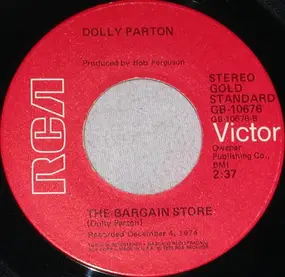 DOLLY PARTON
Produced by Bob Ferguson
STEREO
GOLD
STANDARD
GB-10676
GB-10676-B
RCA
Victor
Owepar
Publishing Co.,
BMI
2:37
THE BARGAIN STORE
(Dolly Parton)
Recorded December 4, 1974